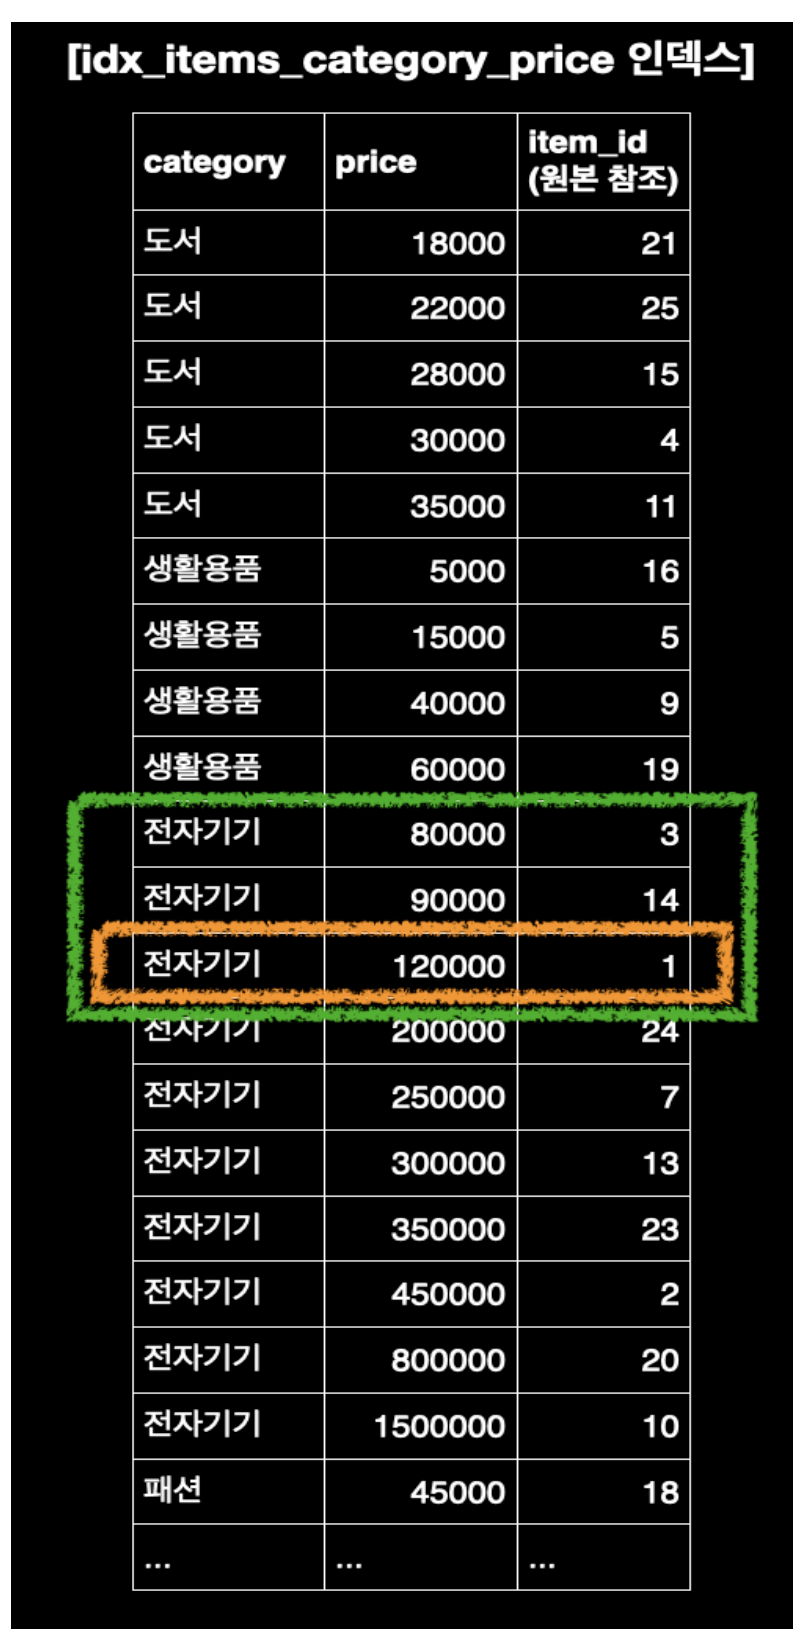 [idx_items_category_price 인덱스]
category price item_id
(원본 참조)
도서 18000 21
도서 22000 25
도서 28000 15
도서 30000 4
도서 35000 11
생활용품 5000 16
생활용품 15000 5
생활용품 40000 9
생활용품 60000 19
전자기기 80000 3
전자기기 90000 14
전자기기 120000 1
전자기기 200000 24
전자기기 250000 7
전자기기 300000 13
전자기기 350000 23
전자기기 450000 2
전자기기 800000 20
전자기기 1500000 10
패션 45000 18
... ... ...